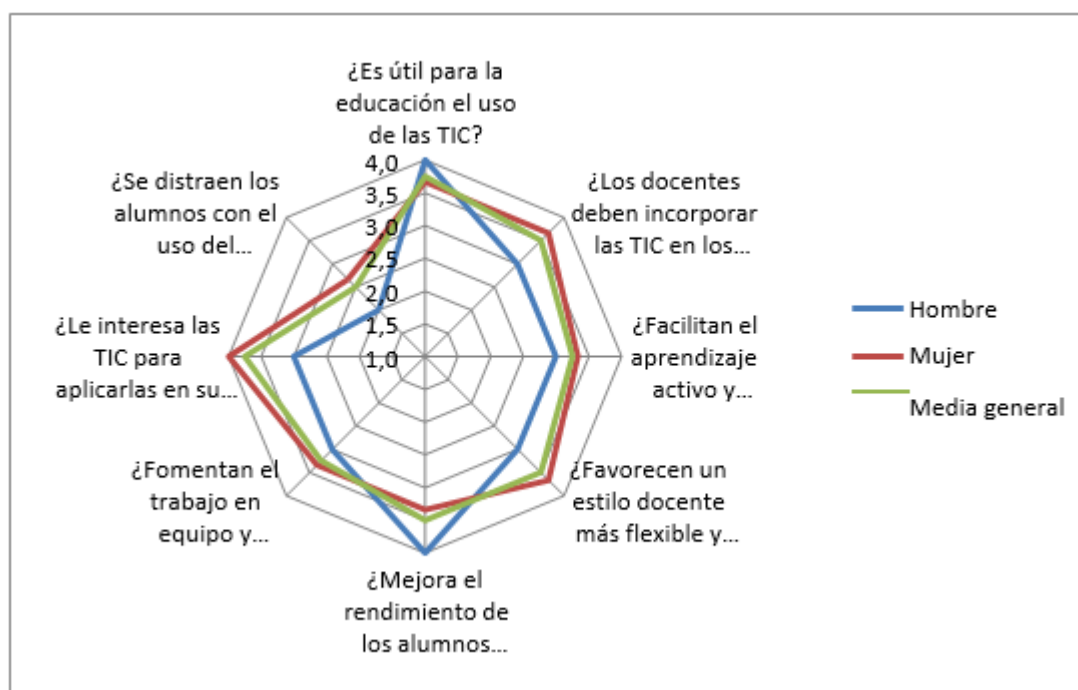 ¿Es útil para la
educación el uso
de las TIC?
¿Los docentes
deben incorporar
las TIC en los...
¿Facilitan el
aprendizaje
activo y...
¿Favorecen un
estilo docente
más flexible y...
¿Mejora el
rendimiento de
los alumnos...
¿Fomentan el
trabajo en
equipo y...
¿Le interesa las
TIC para
aplicarlas en su...
¿Se distraen los
alumnos con el
uso del...
4,0
3,5
3,0
2,5
2,0
1,5
1,0
Hombre
Mujer
Media general